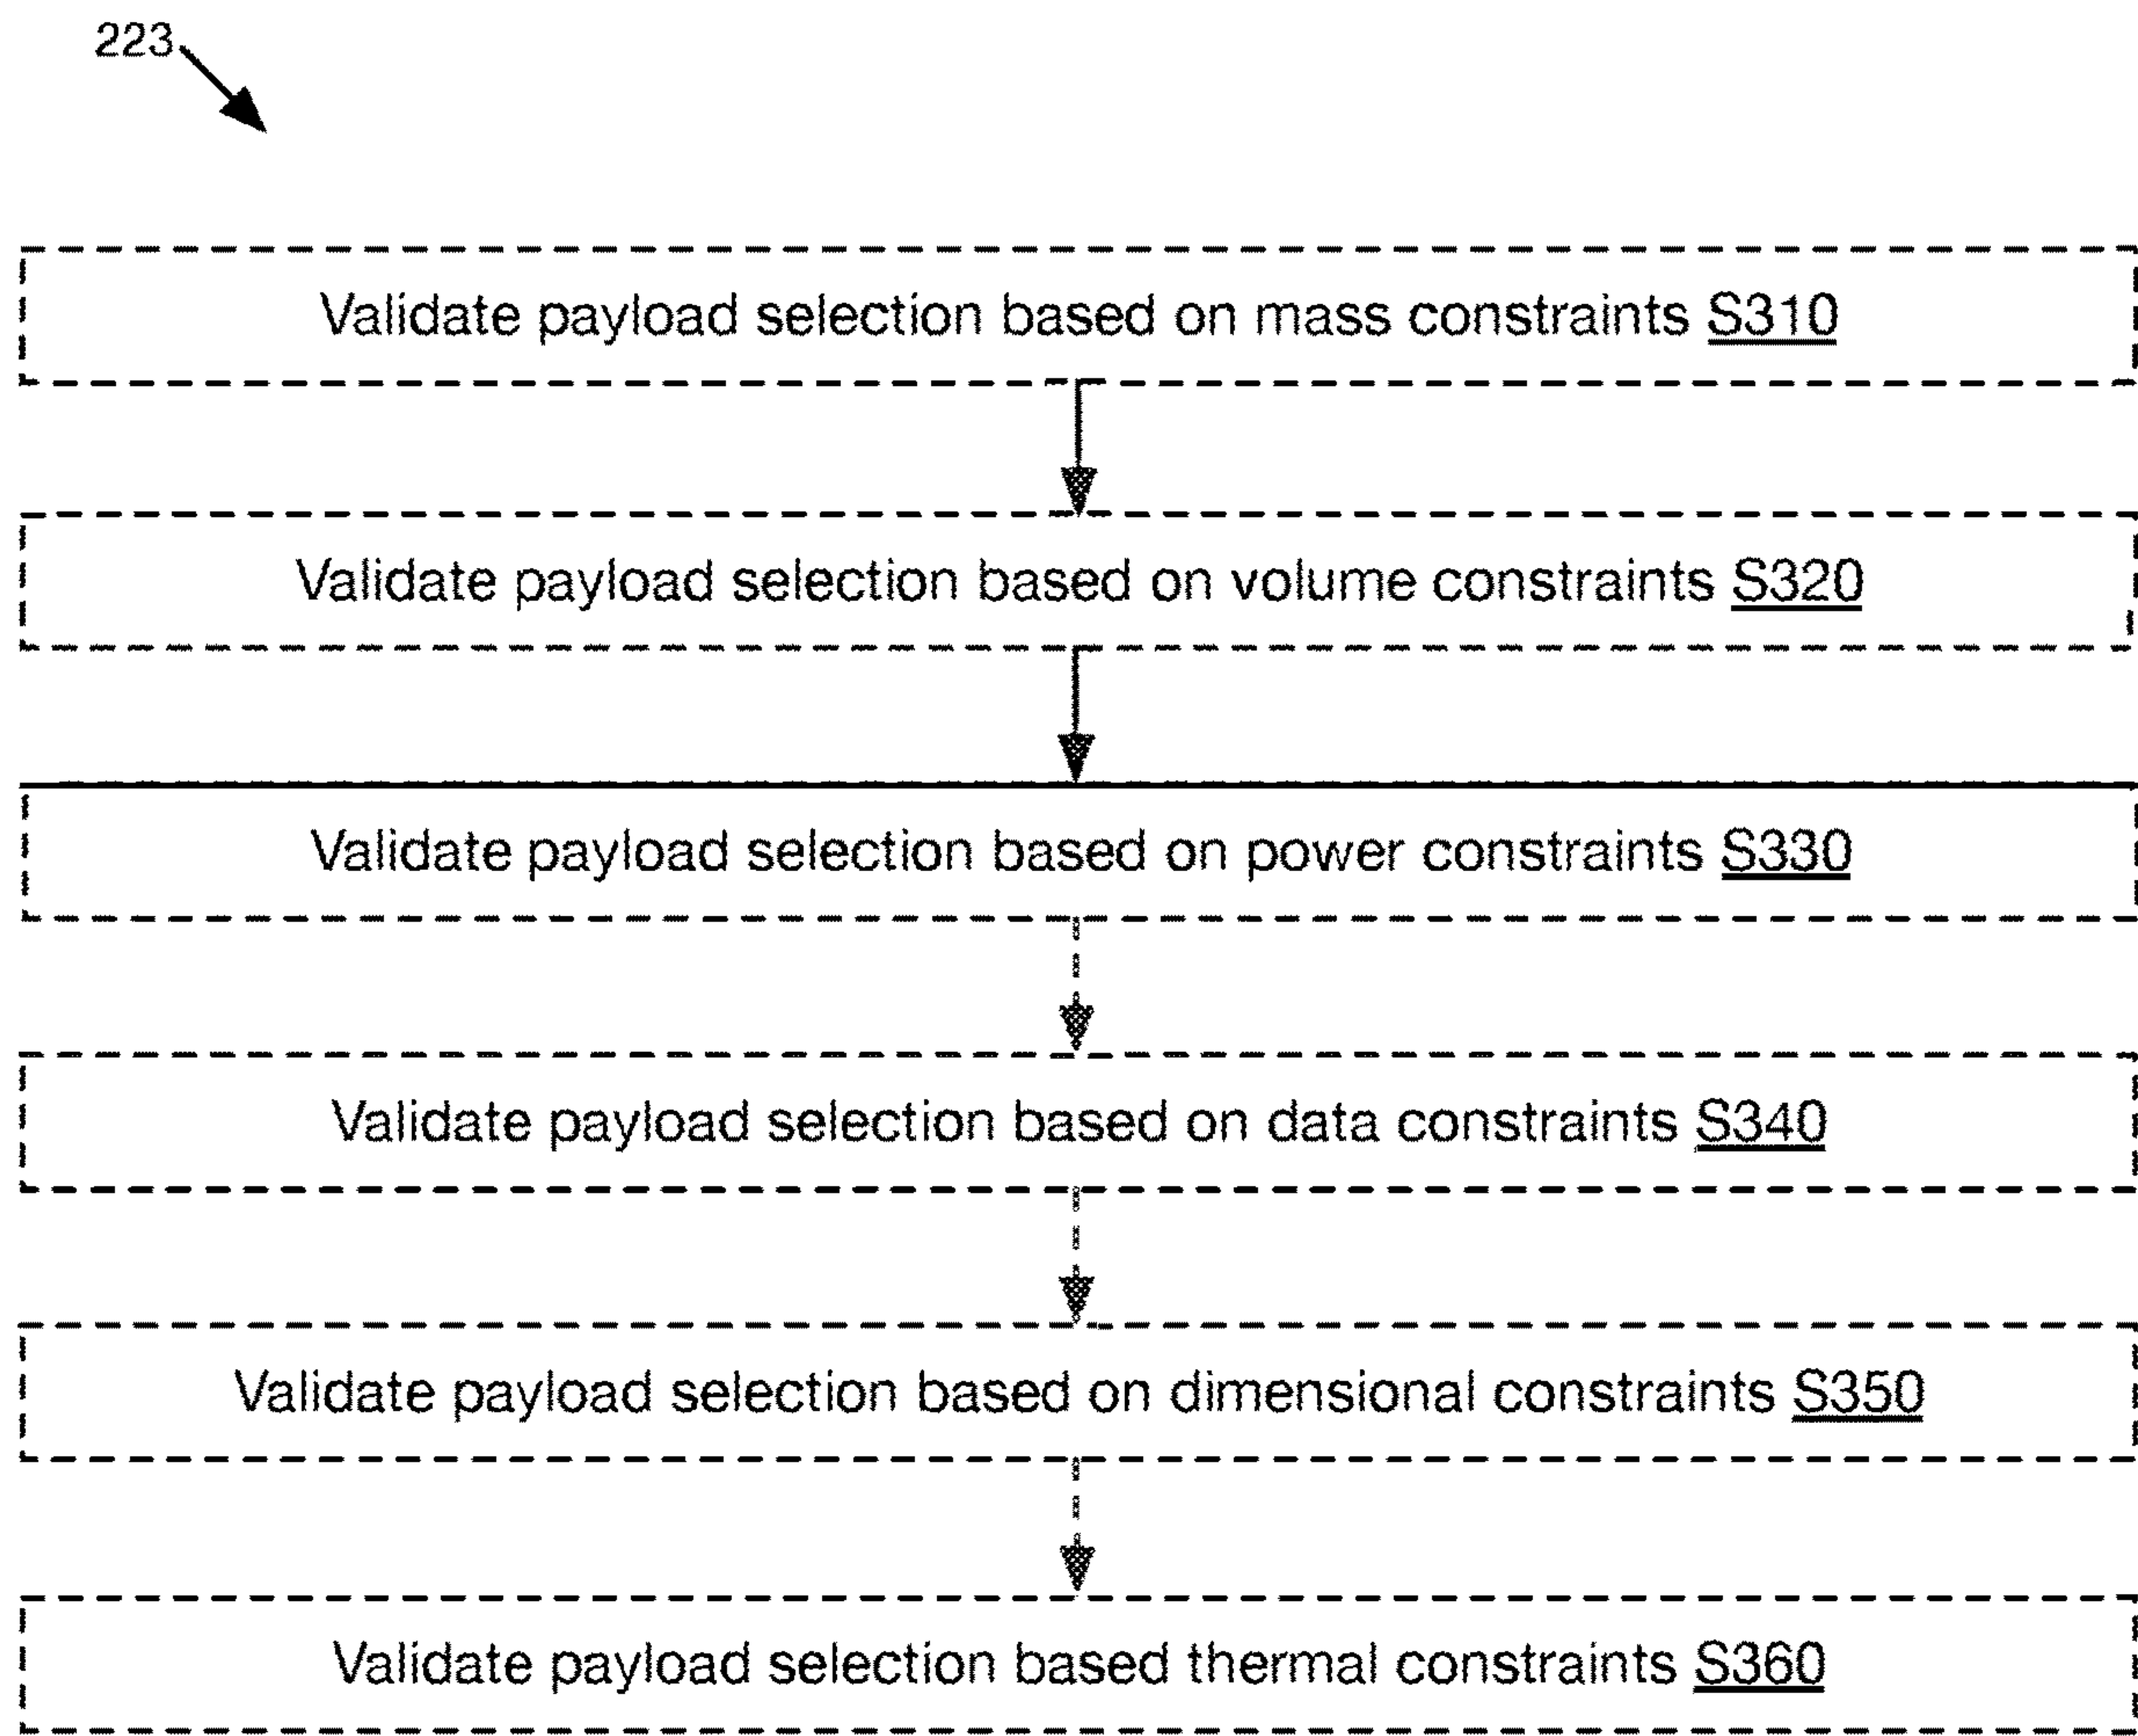 223
Validate payload selection based on mass constraints S310
Validate payload selection based on volume constraints S320
Validate payload selection based on power constraints S330
Validate payload selection based on data constraints S340
Validate payload selection based on dimensional constraints S350
Validate payload selection based thermal constraints S360